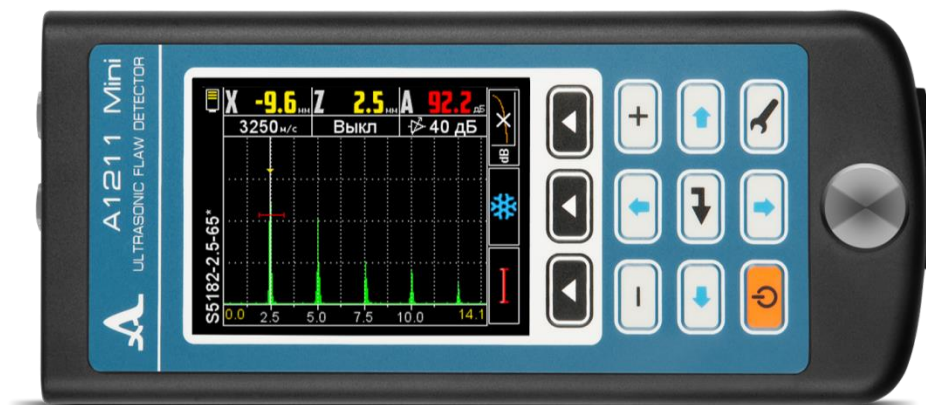 A1211 Mini
ULTRASONIC FLAW DETECTOR
X -9.6 мм Z 2.5 мм A 92.2 дБ
3250 м/с Выкл 40 дБ
dB
S5182-2.5-65*
0.0 2.5 5.0 7.5 10.0 14.1
+
−